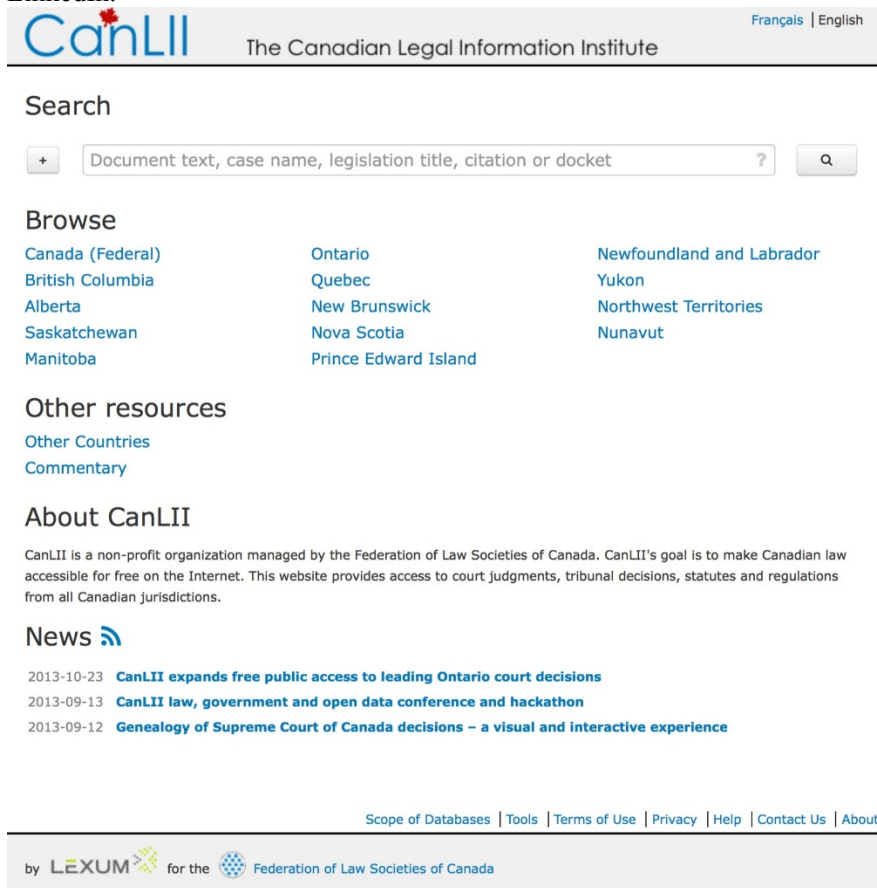 CanLII
The Canadian Legal Information Institute
Français | English
Search
+ Document text, case name, legislation title, citation or docket ?
Browse
Canada (Federal)
British Columbia
Alberta
Saskatchewan
Manitoba
Ontario
Quebec
New Brunswick
Nova Scotia
Prince Edward Island
Newfoundland and Labrador
Yukon
Northwest Territories
Nunavut
Other resources
Other Countries
Commentary
About CanLII
CanLII is a non-profit organization managed by the Federation of Law Societies of Canada. CanLII's goal is to make Canadian law
accessible for free on the Internet. This website provides access to court judgments, tribunal decisions, statutes and regulations
from all Canadian jurisdictions.
News
2013-10-23 CanLII expands free public access to leading Ontario court decisions
2013-09-13 CanLII law, government and open data conference and hackathon
2013-09-12 Genealogy of Supreme Court of Canada decisions – a visual and interactive experience
Scope of Databases | Tools | Terms of Use | Privacy | Help | Contact Us | About
by LEXUM for the Federation of Law Societies of Canada